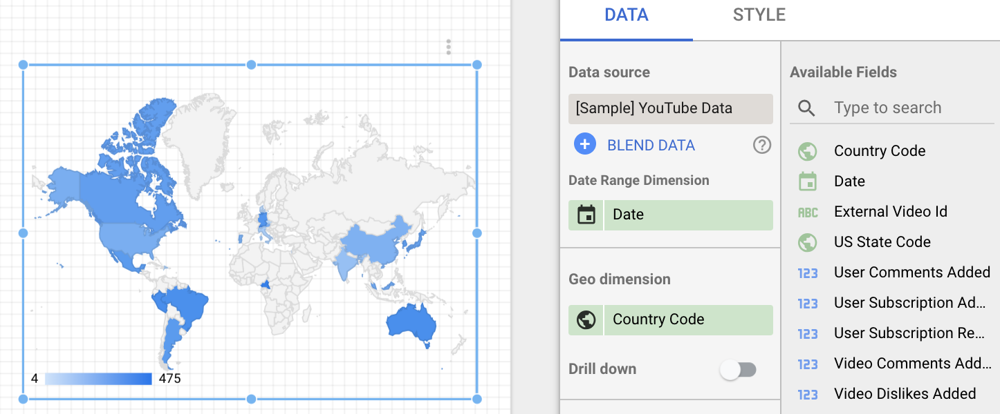 DATA STYLE
Data source
[Sample] YouTube Data
BLEND DATA
Date Range Dimension
Date
Geo dimension
Country Code
Drill down
Available Fields
Type to search
Country Code
Date
ABC External Video Id
US State Code
123 User Comments Added
123 User Subscription Ad...
123 User Subscription Re...
123 Video Comments Add...
123 Video Dislikes Added
4 475